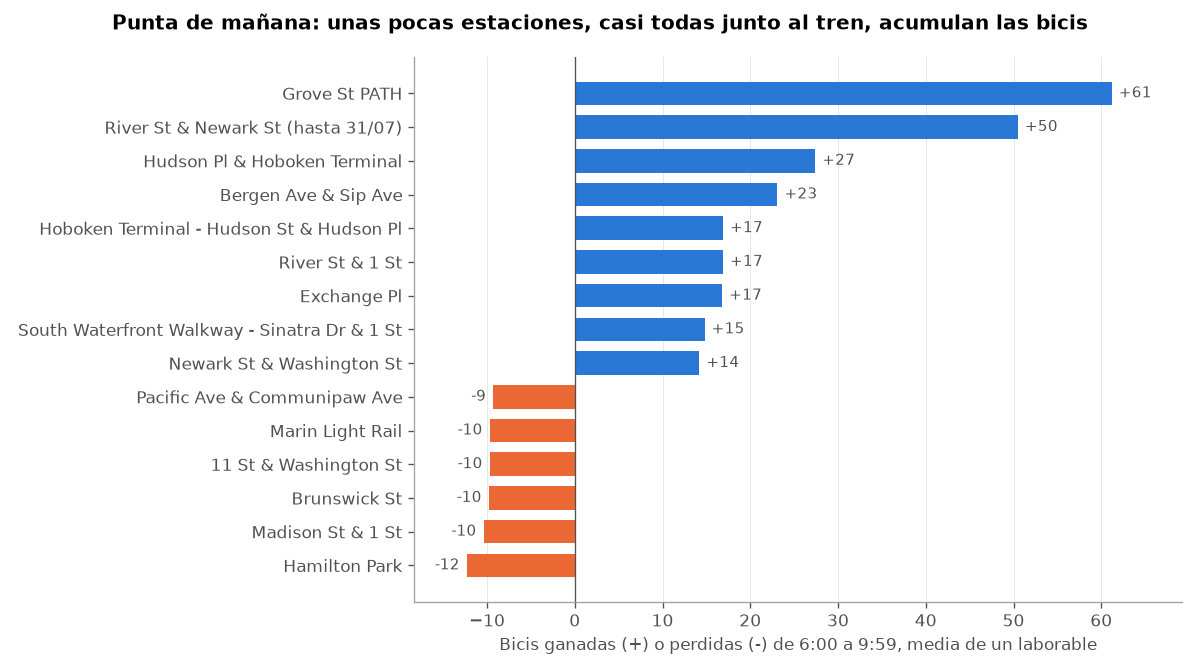 Punta de mañana: unas pocas estaciones, casi todas junto al tren, acumulan las bicis
Grove St PATH +61
River St & Newark St (hasta 31/07) +50
Hudson Pl & Hoboken Terminal +27
Bergen Ave & Sip Ave +23
Hoboken Terminal - Hudson St & Hudson Pl +17
River St & 1 St +17
Exchange Pl +17
South Waterfront Walkway - Sinatra Dr & 1 St +15
Newark St & Washington St +14
Pacific Ave & Communipaw Ave -9
Marin Light Rail -10
11 St & Washington St -10
Brunswick St -10
Madison St & 1 St -10
Hamilton Park -12
−10 0 10 20 30 40 50 60
Bicis ganadas (+) o perdidas (-) de 6:00 a 9:59, media de un laborable